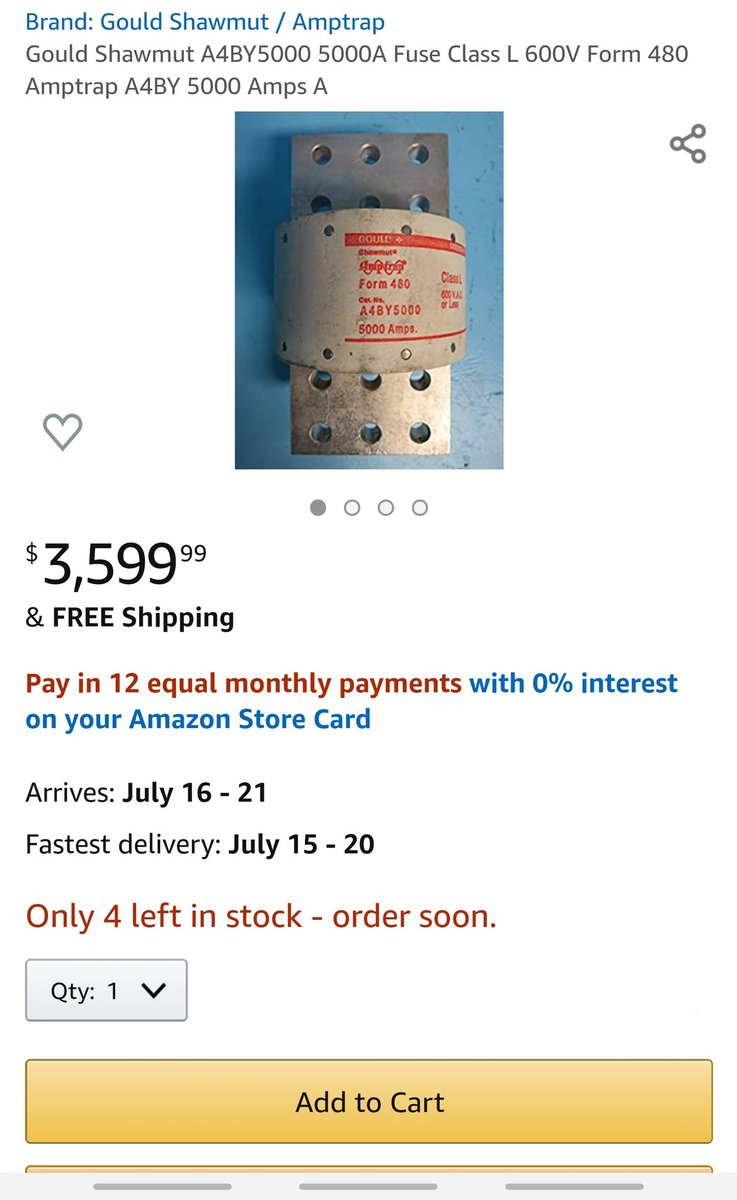 Brand: Gould Shawmut / Amptrap
Gould Shawmut A4BY5000 5000A Fuse Class L 600V Form 480
Amptrap A4BY 5000 Amps A
GOULD
Shawmut®
Amptrap®
Form 480
Cat. No.
A4BY5000
5000 Amps.
Class L
600 V.A.C.
or Less
$3,599 99
& FREE Shipping
Pay in 12 equal monthly payments with 0% interest
on your Amazon Store Card
Arrives: July 16 - 21
Fastest delivery: July 15 - 20
Only 4 left in stock - order soon.
Qty: 1
Add to Cart